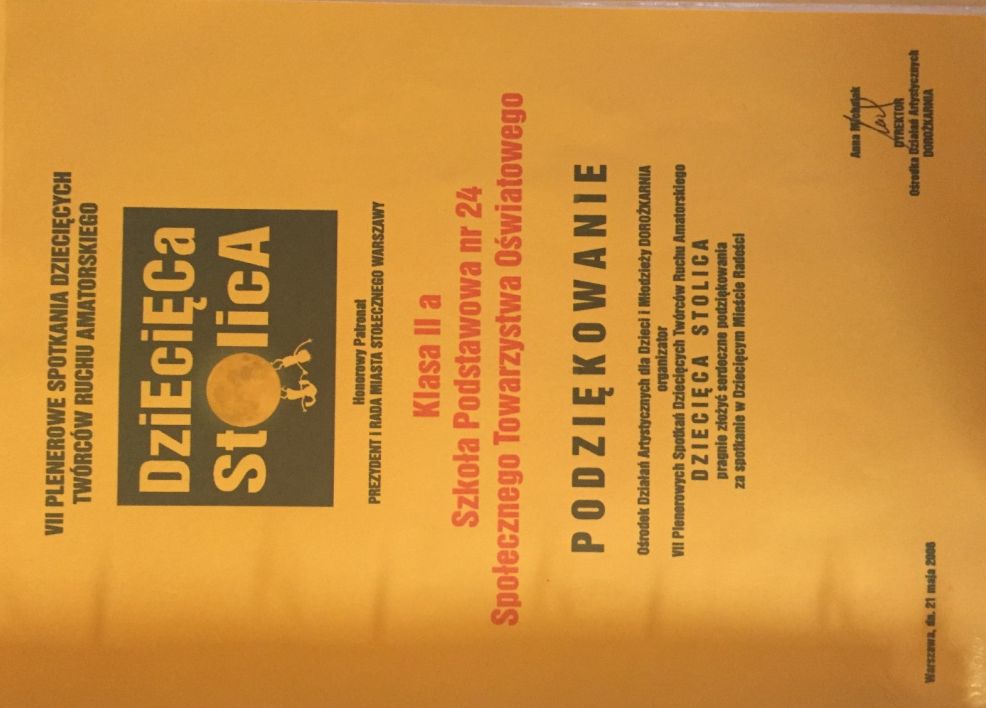 VII PLENEROWE SPOTKANIA DZIECIĘCYCH
TWÓRCÓW RUCHU AMATORSKIEGO
DziEciĘCa
StolicA
Honorowy Patronat
PREZYDENT I RADA MIASTA STOŁECZNEGO WARSZAWY
Klasa II a
Szkoła Podstawowa nr 24
Społecznego Towarzystwa Oświatowego
PODZIĘKOWANIE
Ośrodek Działań Artystycznych dla Dzieci i Młodzieży DOROŻKARNIA
organizator
VII Plenerowych Spotkań Dziecięcych Twórców Ruchu Amatorskiego
DZIECIĘCA STOLICA
pragnie złożyć serdeczne podziękowania
za spotkanie w Dziecięcym Mieście Radości
Warszawa, dn. 21 maja
Anna
DYREKTOR
Ośrodka Działań Artystycznych
DOROŻKARNIA